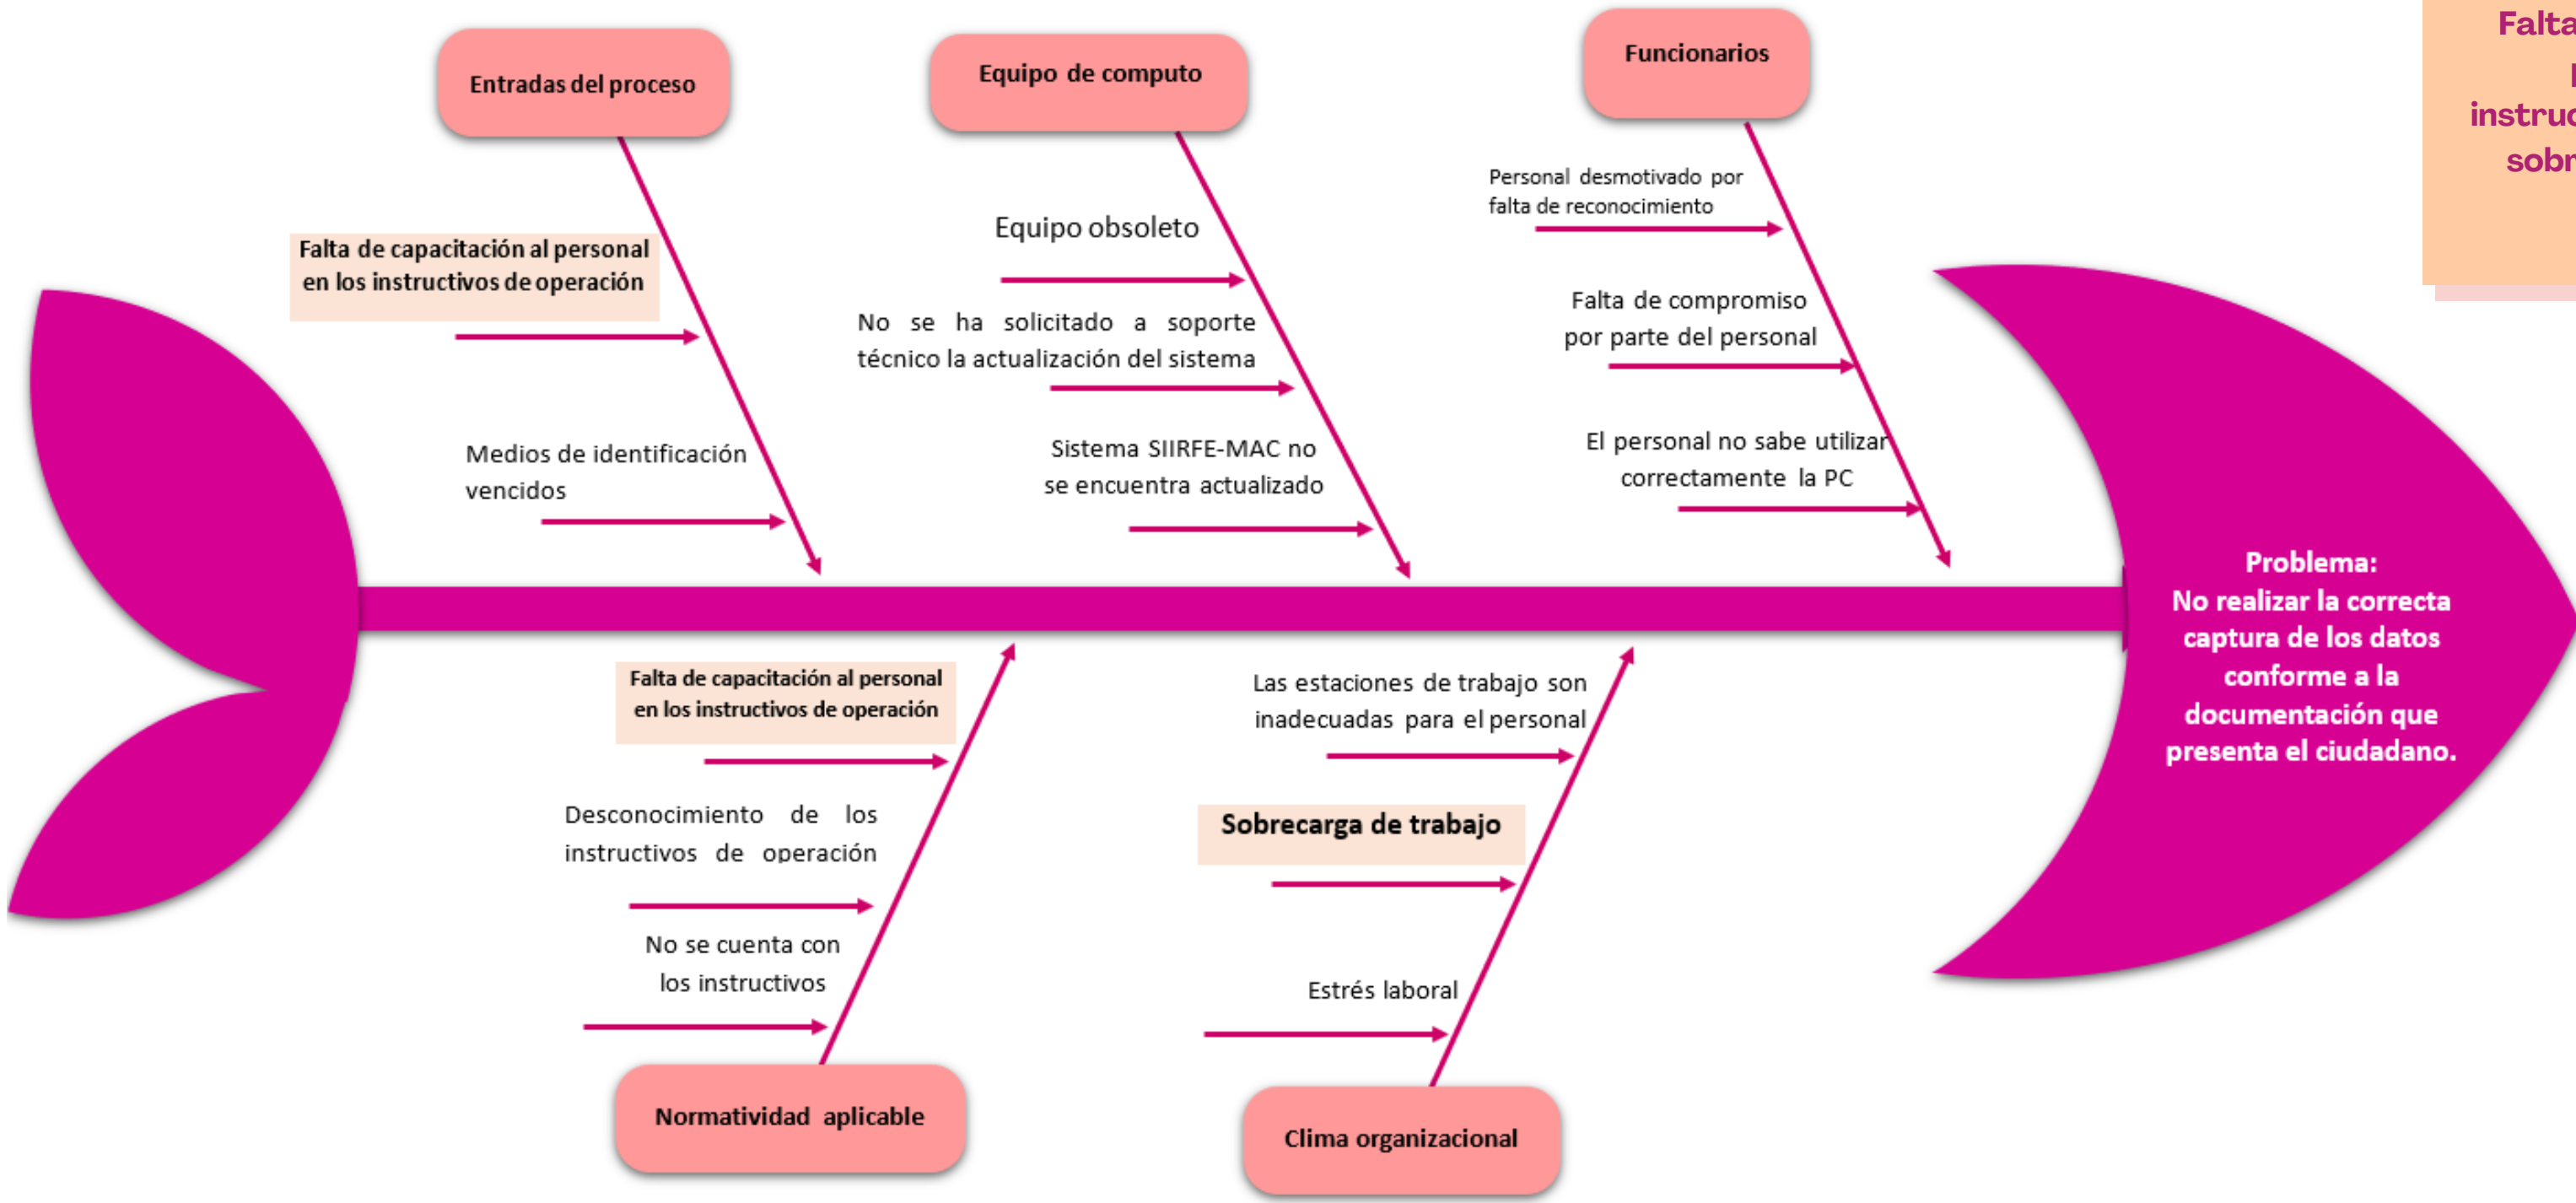 Entradas del proceso
Falta de capacitación al personal
en los instructivos de operación
Medios de identificación
vencidos
Equipo de computo
Equipo obsoleto
No se ha solicitado a soporte
técnico la actualización del sistema
Sistema SIIRFE-MAC no
se encuentra actualizado
Funcionarios
Personal desmotivado por
falta de reconocimiento
Falta de compromiso
por parte del personal
El personal no sabe utilizar
correctamente la PC
Falta
instruc
sobr
Problema:
No realizar la correcta
captura de los datos
conforme a la
documentación que
presenta el ciudadano.
Falta de capacitación al personal
en los instructivos de operación
Desconocimiento de los
instructivos de operación
No se cuenta con
los instructivos
Normatividad aplicable
Las estaciones de trabajo son
inadecuadas para el personal
Sobrecarga de trabajo
Estrés laboral
Clima organizacional